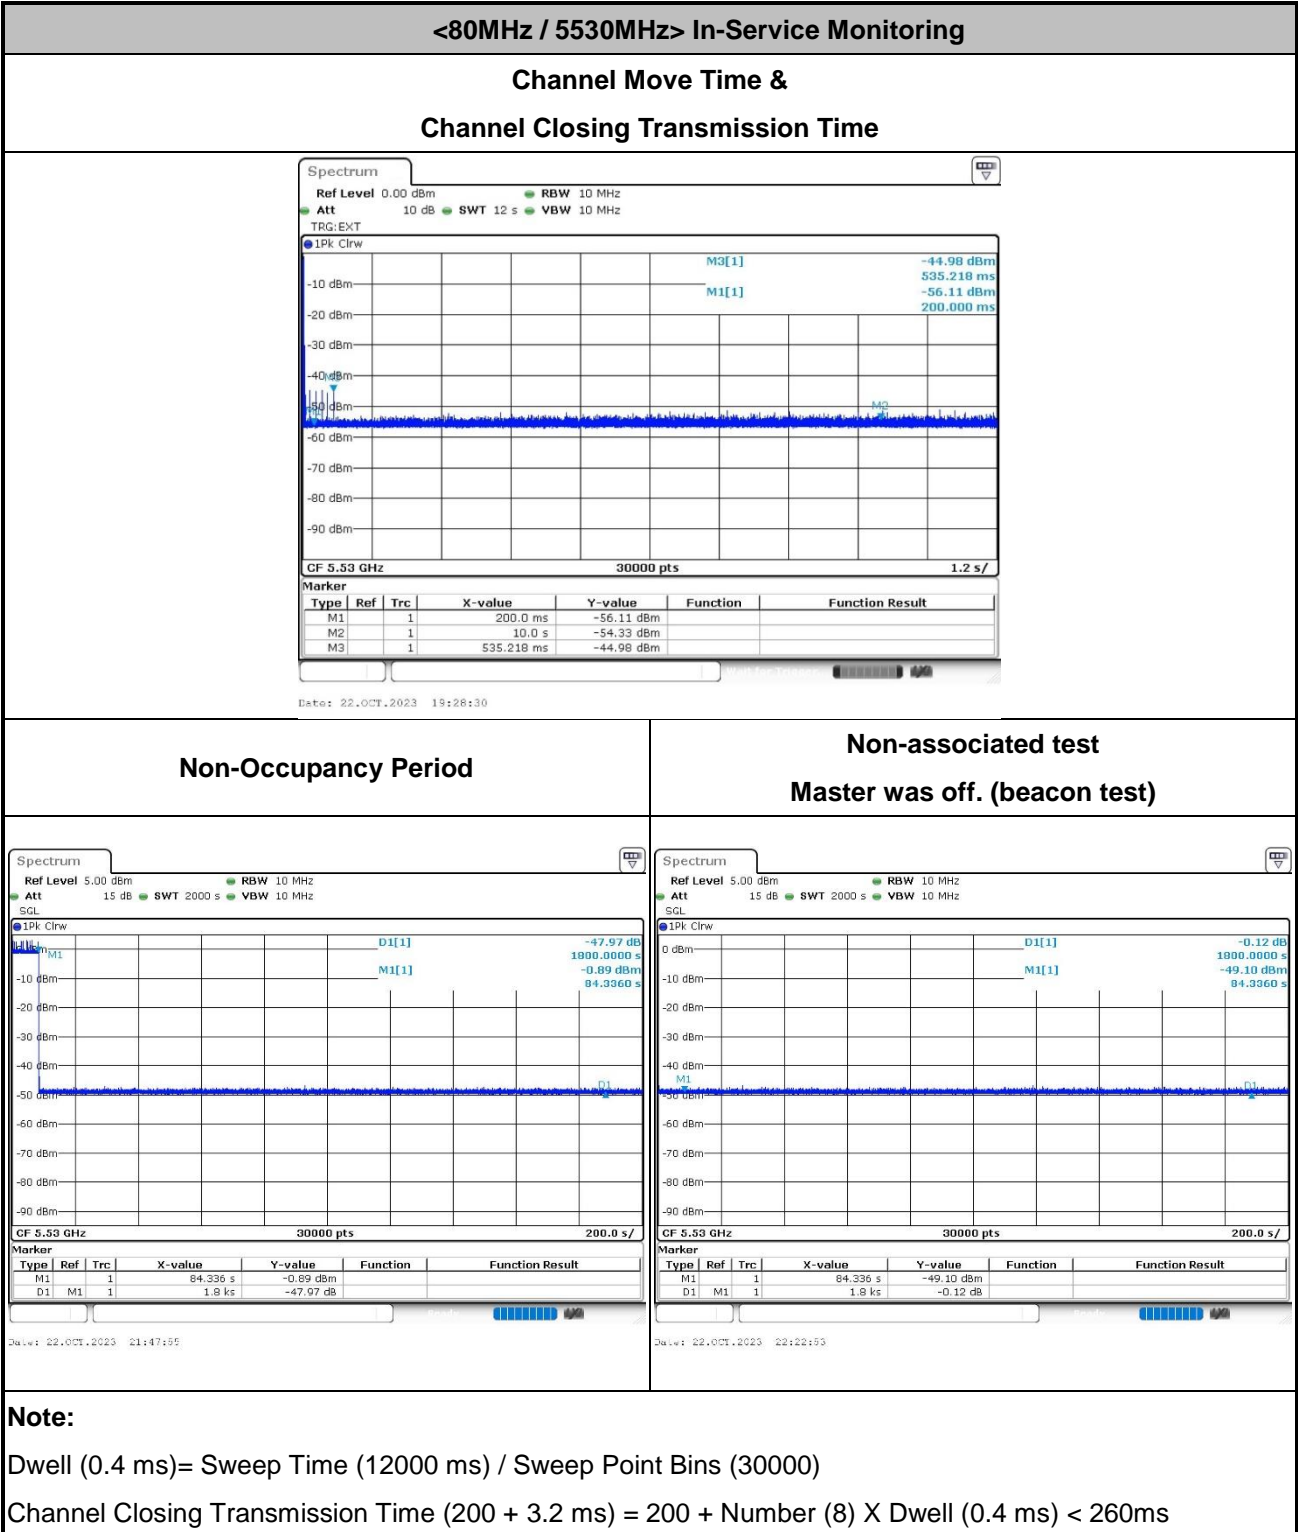 <80MHz / 5530MHz> In-Service Monitoring
Channel Move Time &
Channel Closing Transmission Time
Spectrum
Ref Level 0.00 dBm RBW 10 MHz
Att 10 dB SWT 12 s VBW 10 MHz
TRG:EXT
1Pk Clrw
M3[1] -44.98 dBm
535.218 ms
-10 dBm
M1[1] -56.11 dBm
200.000 ms
-20 dBm
-30 dBm
-40 dBm
M2
-50 dBm
-60 dBm
-70 dBm
-80 dBm
-90 dBm
CF 5.53 GHz 30000 pts 1.2 s/
Marker
Type Ref Trc X-value Y-value Function Function Result
M1 1 200.0 ms -56.11 dBm
M2 1 10.0 s -54.33 dBm
M3 1 535.218 ms -44.98 dBm
Date: 22.OCT.2023 19:28:30
Non-Occupancy Period
Spectrum
Ref Level 5.00 dBm RBW 10 MHz
Att 15 dB SWT 2000 s VBW 10 MHz
SGL
1Pk Clrw
D1[1] -47.97 dB
1800.0000 s
M1
M1[1] -0.89 dBm
84.3360 s
-10 dBm
-20 dBm
-30 dBm
-40 dBm
D1
-50 dBm
-60 dBm
-70 dBm
-80 dBm
-90 dBm
CF 5.53 GHz 30000 pts 200.0 s/
Marker
Type Ref Trc X-value Y-value Function Function Result
M1 1 84.336 s -0.89 dBm
D1 M1 1 1.8 ks -47.97 dB
Date: 22.OCT.2023 21:47:55
Non-associated test
Master was off. (beacon test)
Spectrum
Ref Level 5.00 dBm RBW 10 MHz
Att 15 dB SWT 2000 s VBW 10 MHz
SGL
1Pk Clrw
0 dBm
D1[1] -0.12 dB
1800.0000 s
M1[1] -49.10 dBm
84.3360 s
-10 dBm
-20 dBm
-30 dBm
-40 dBm
M1
D1
-50 dBm
-60 dBm
-70 dBm
-80 dBm
-90 dBm
CF 5.53 GHz 30000 pts 200.0 s/
Marker
Type Ref Trc X-value Y-value Function Function Result
M1 1 84.336 s -49.10 dBm
D1 M1 1 1.8 ks -0.12 dB
Date: 22.OCT.2023 22:22:53
Note:
Dwell (0.4 ms)= Sweep Time (12000 ms) / Sweep Point Bins (30000)
Channel Closing Transmission Time (200 + 3.2 ms) = 200 + Number (8) X Dwell (0.4 ms) < 260ms